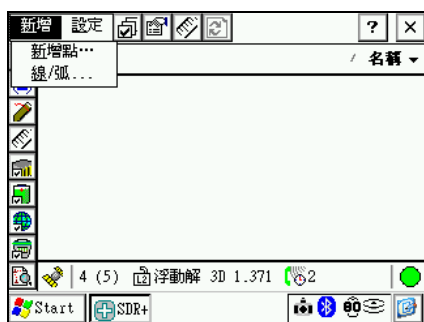 新增 設定 ? ×
新增點…
線/弧...
/ 名稱
4 (5) 浮動解 3D 1.371 2
Start SDR+